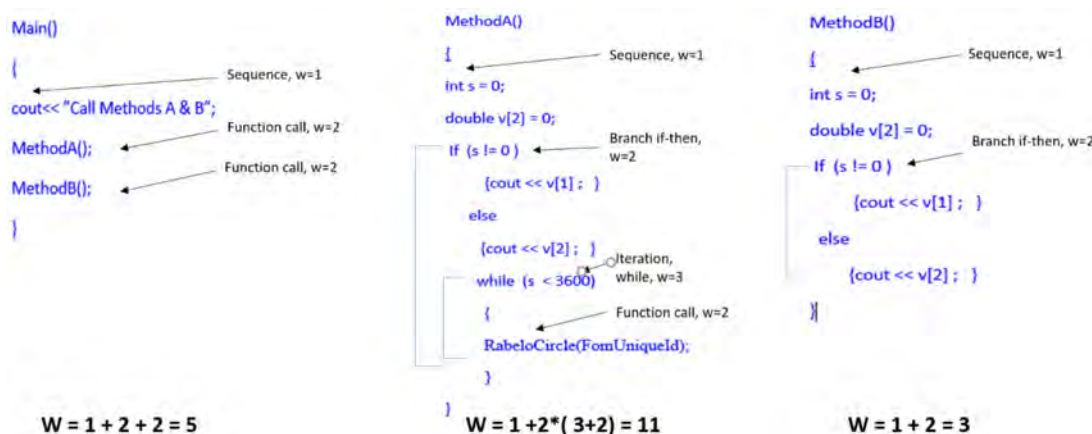 Main()
{
Sequence, w=1
cout<< "Call Methods A & B";
MethodA();
Function call, w=2
MethodB();
Function call, w=2
}
W = 1 + 2 + 2 = 5
MethodA()
{
Sequence, w=1
int s = 0;
double v[2] = 0;
If (s != 0 )
Branch if-then,
w=2
{cout << v[1] ; }
else
{cout << v[2] ; }
Iteration,
while, w=3
while (s < 3600)
{
Function call, w=2
RabeloCircle(FomUniqueId);
}
}
W = 1 +2*( 3+2) = 11
MethodB()
{
Sequence, w=1
int s = 0;
double v[2] = 0;
Branch if-then, w=2
If (s != 0 )
{cout << v[1] ; }
else
{cout << v[2] ; }
}
W = 1 + 2 = 3